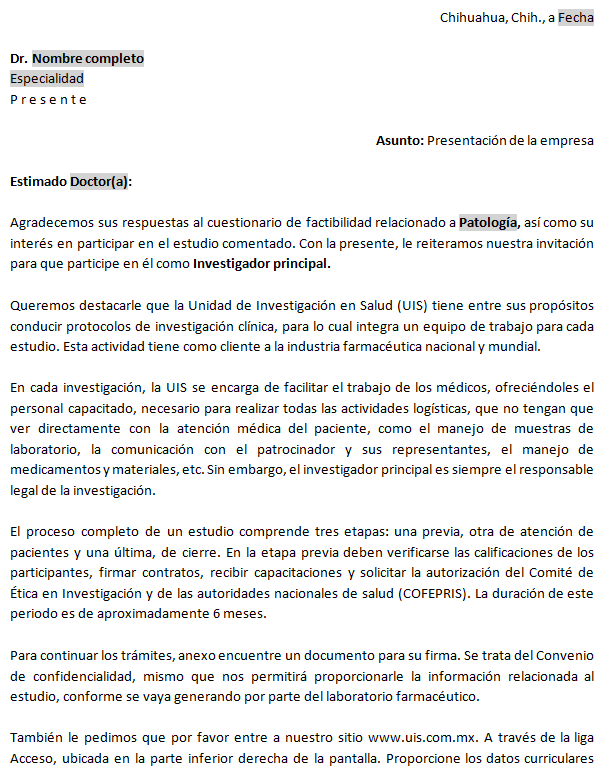 Chihuahua, Chih., a Fecha
Dr. Nombre completo
Especialidad
P r e s e n t e
Asunto: Presentación de la empresa
Estimado Doctor(a):
Agradecemos sus respuestas al cuestionario de factibilidad relacionado a Patología, así como su
interés en participar en el estudio comentado. Con la presente, le reiteramos nuestra invitación
para que participe en él como Investigador principal.
Queremos destacarle que la Unidad de Investigación en Salud (UIS) tiene entre sus propósitos
conducir protocolos de investigación clínica, para lo cual integra un equipo de trabajo para cada
estudio. Esta actividad tiene como cliente a la industria farmacéutica nacional y mundial.
En cada investigación, la UIS se encarga de facilitar el trabajo de los médicos, ofreciéndoles el
personal capacitado, necesario para realizar todas las actividades logísticas, que no tengan que
ver directamente con la atención médica del paciente, como el manejo de muestras de
laboratorio, la comunicación con el patrocinador y sus representantes, el manejo de
medicamentos y materiales, etc. Sin embargo, el investigador principal es siempre el responsable
legal de la investigación.
El proceso completo de un estudio comprende tres etapas: una previa, otra de atención de
pacientes y una última, de cierre. En la etapa previa deben verificarse las calificaciones de los
participantes, firmar contratos, recibir capacitaciones y solicitar la autorización del Comité de
Ética en Investigación y de las autoridades nacionales de salud (COFEPRIS). La duración de este
periodo es de aproximadamente 6 meses.
Para continuar los trámites, anexo encuentre un documento para su firma. Se trata del Convenio
de confidencialidad, mismo que nos permitirá proporcionarle la información relacionada al
estudio, conforme se vaya generando por parte del laboratorio farmacéutico.
También le pedimos que por favor entre a nuestro sitio www.uis.com.mx. A través de la liga
Acceso, ubicada en la parte inferior derecha de la pantalla. Proporcione los datos curriculares